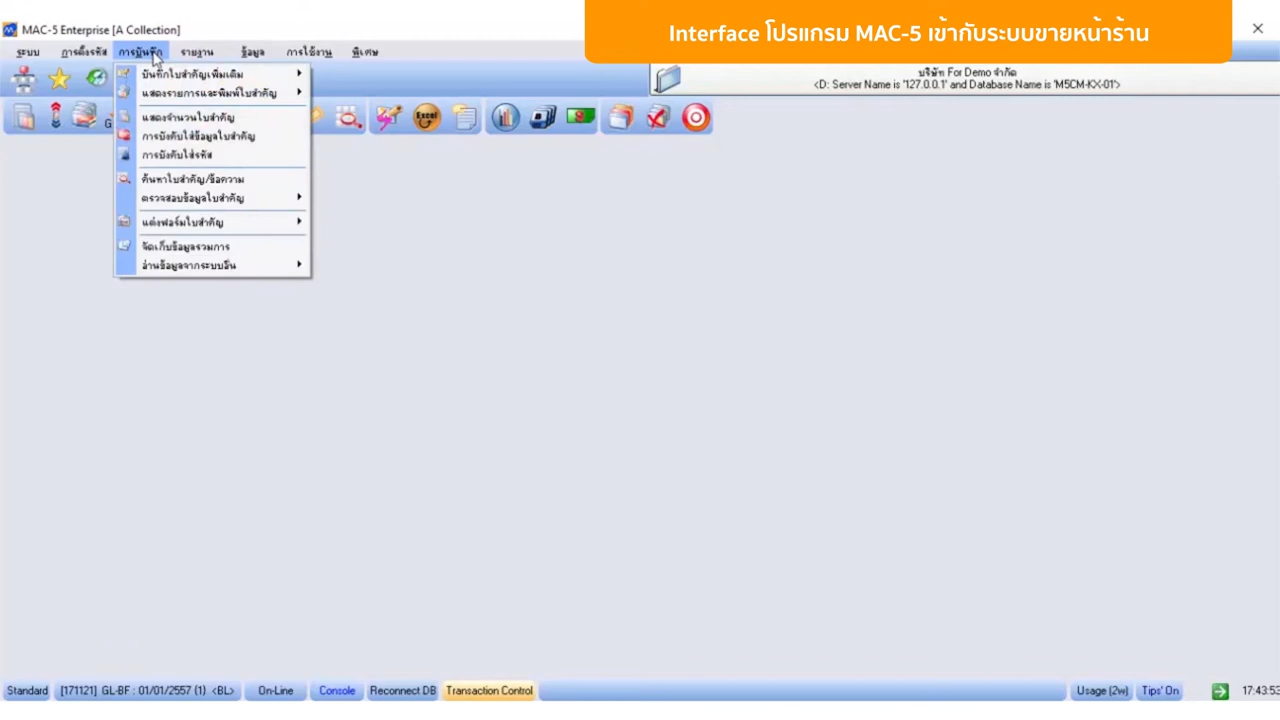 MAC-5 Enterprise [A Collection]
Interface โปรแกรม MAC-5 เข้ากับระบบขายหน้าร้าน
ระบบ การตั้งรหัส การบันทึก รายงาน ข้อมูล การใช้งาน พิเศษ
บริษัท For Demo จำกัด
<D: Server Name is '127.0.0.1' and Database Name is 'M5CM-KX-01'>
บันทึกใบสำคัญเพิ่มเติม
แสดงรายการและพิมพ์ใบสำคัญ
แสดงจำนวนใบสำคัญ
การบังคับใส่ข้อมูลใบสำคัญ
การบังคับใส่รหัส
ค้นหาใบสำคัญ/ข้อความ
ตรวจสอบข้อมูลใบสำคัญ
แต่งฟอร์มใบสำคัญ
จัดเก็บข้อมูลรวมการ
อ่านข้อมูลจากระบบอื่น
G
Excel
Standard [171121] GL-BF : 01/01/2557 (1) <BL> On-Line Console Reconnect DB Transaction Control Usage (2w) Tips' On 17:43:53